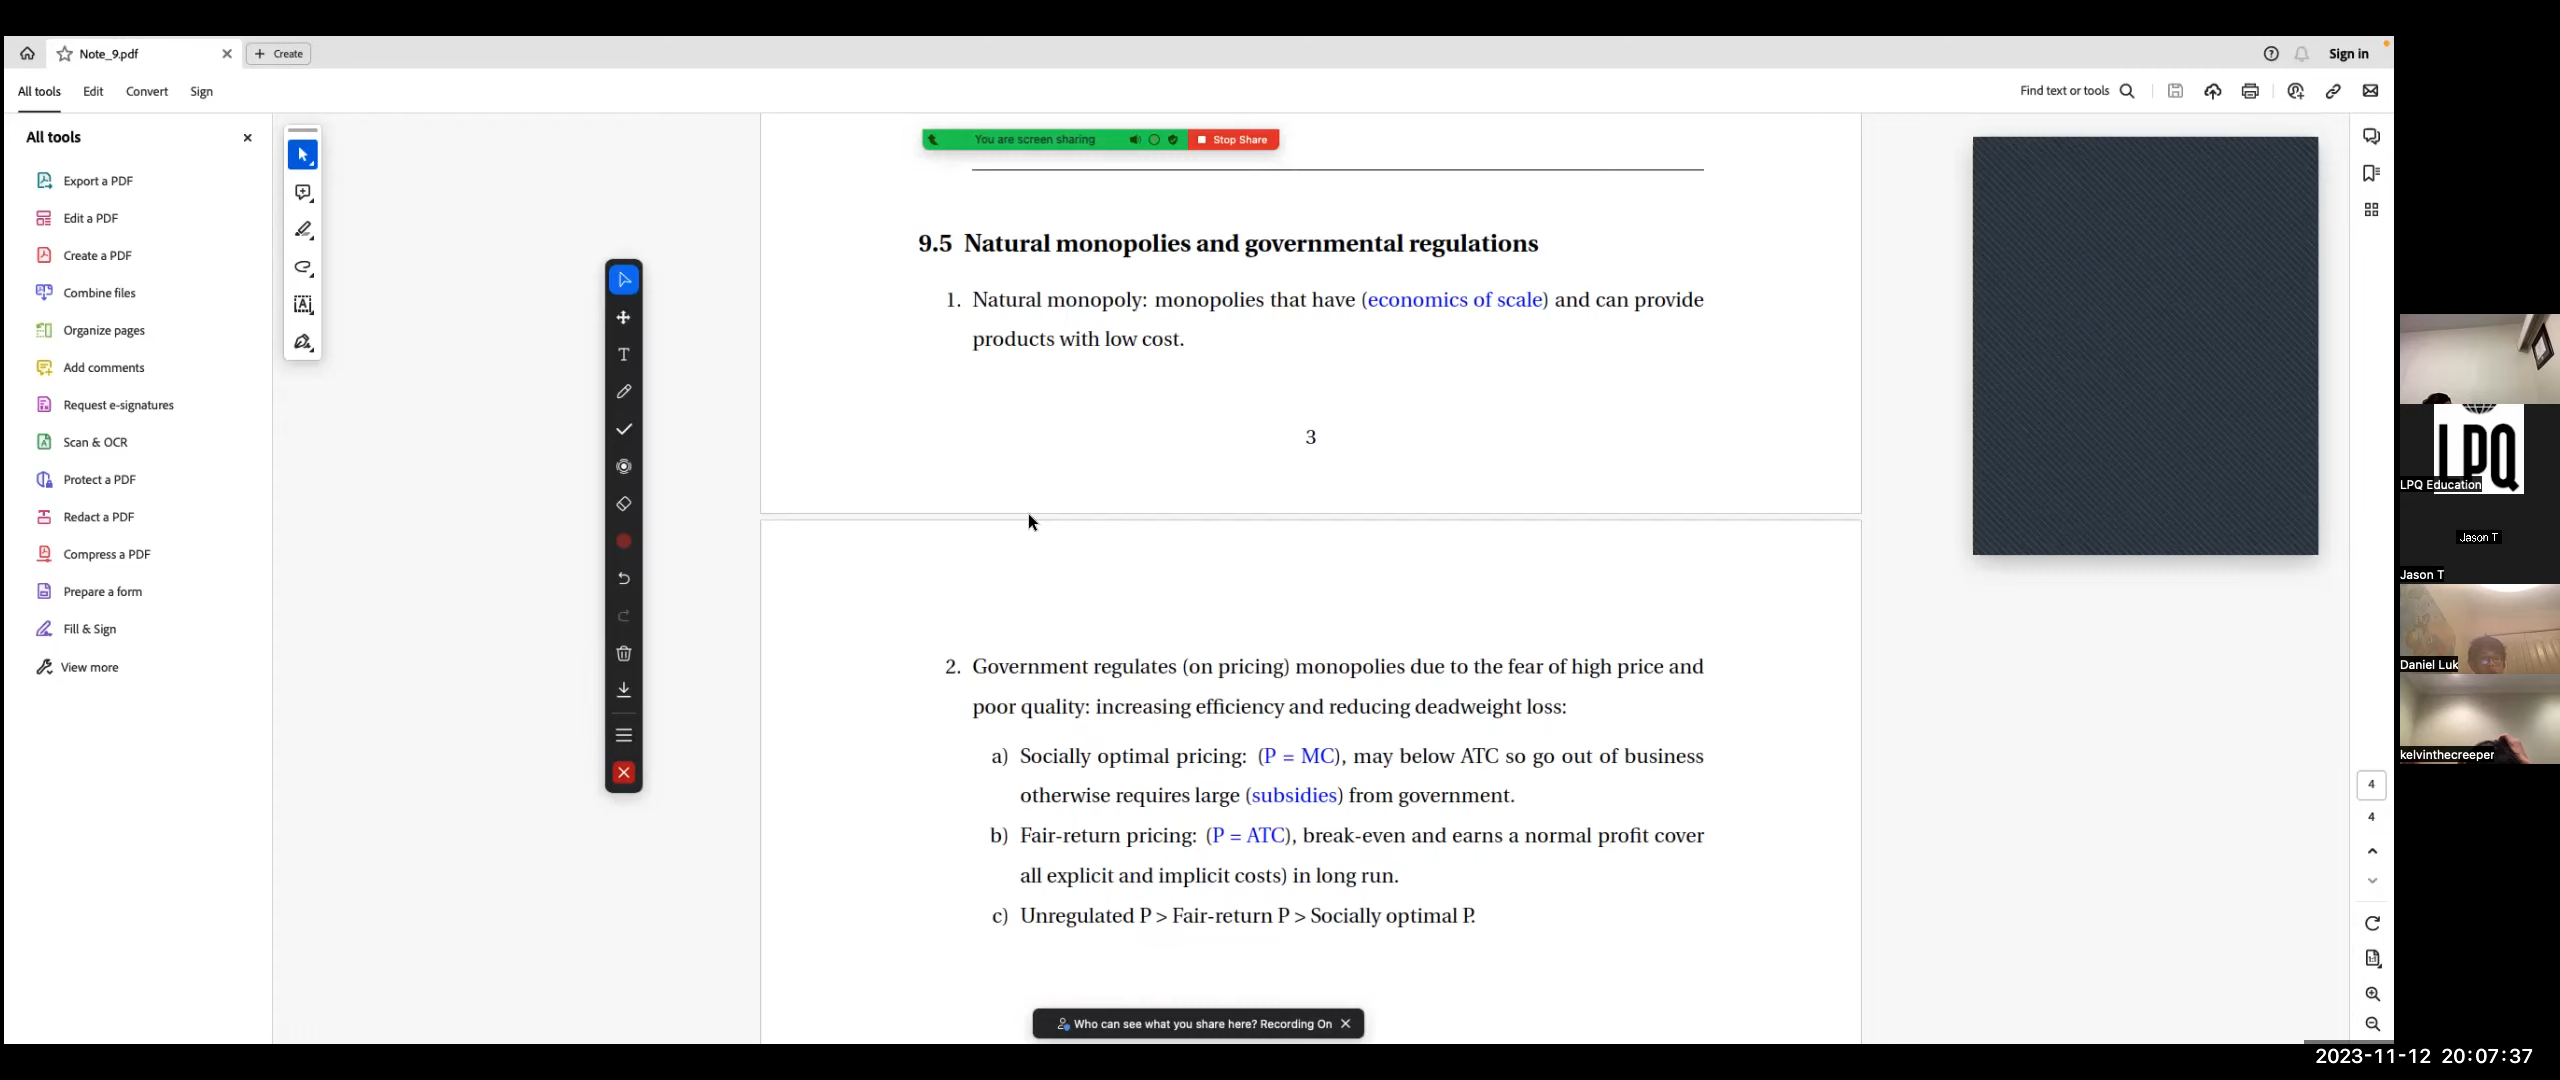 Note_9.pdf
Create
Sign in
All tools
Edit
Convert
Sign
Find text or tools
All tools
Export a PDF
Edit a PDF
Create a PDF
Combine files
Organize pages
Add comments
Request e-signatures
Scan & OCR
Protect a PDF
Redact a PDF
Compress a PDF
Prepare a form
Fill & Sign
View more
You are screen sharing
Stop Share
9.5 Natural monopolies and governmental regulations
1. Natural monopoly: monopolies that have (economics of scale) and can provide
products with low cost.
3
2. Government regulates (on pricing) monopolies due to the fear of high price and
poor quality: increasing efficiency and reducing deadweight loss:
a) Socially optimal pricing: (P = MC), may below ATC so go out of business
otherwise requires large (subsidies) from government.
b) Fair-return pricing: (P = ATC), break-even and earns a normal profit cover
all explicit and implicit costs) in long run.
c) Unregulated P > Fair-return P > Socially optimal P.
Who can see what you share here? Recording On
4
4
LPQ
LPQ Education
Jason T
Jason T
Daniel Luk
kelvinthecreeper
2023-11-12 20:07:37